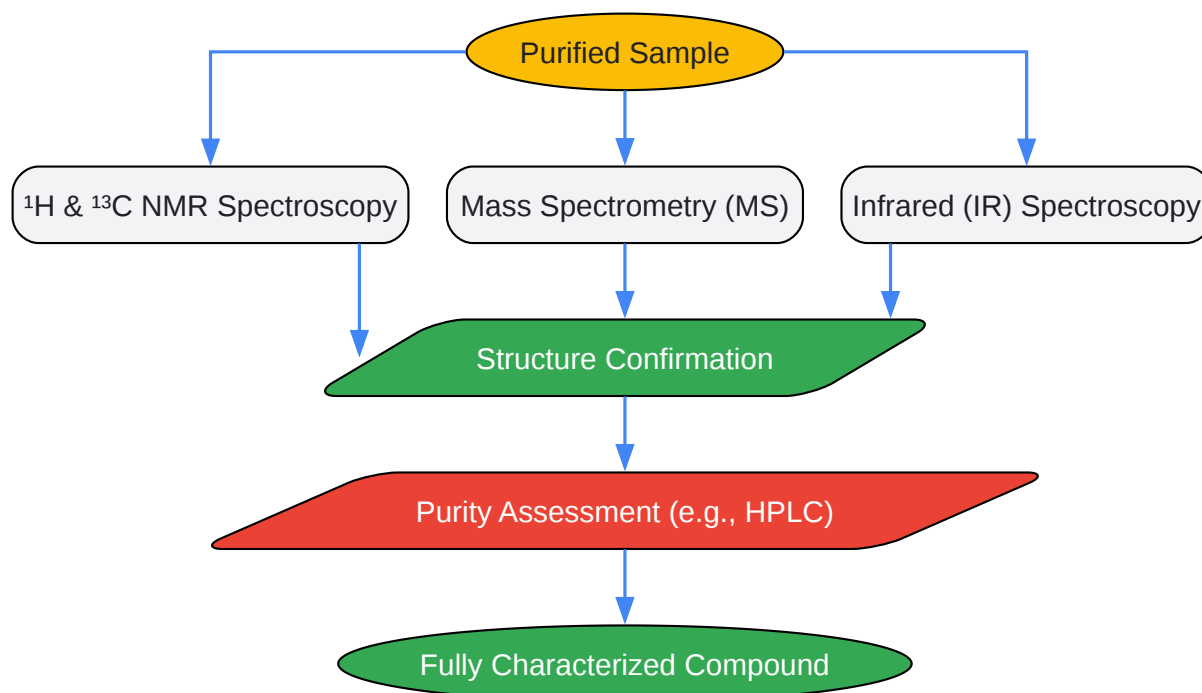 Purified Sample
¹H & ¹³C NMR Spectroscopy
Mass Spectrometry (MS)
Infrared (IR) Spectroscopy
Structure Confirmation
Purity Assessment (e.g., HPLC)
Fully Characterized Compound